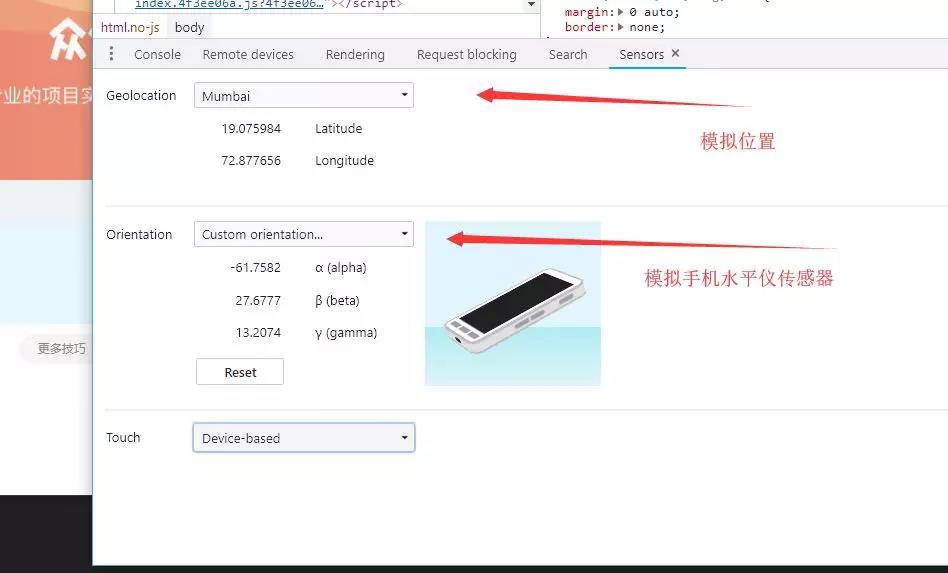 index.4f3ee06a.js?4f3ee06…"></script>
margin:▶ 0 auto;
html.no-js body
border:▶ none;
众
Console Remote devices Rendering Request blocking Search Sensors ×
业的项目实
Geolocation Mumbai
19.075984 Latitude
模拟位置
72.877656 Longitude
Orientation Custom orientation...
-61.7582 α (alpha)
模拟手机水平仪传感器
27.6777 β (beta)
13.2074 γ (gamma)
更多技巧
Reset
Touch Device-based